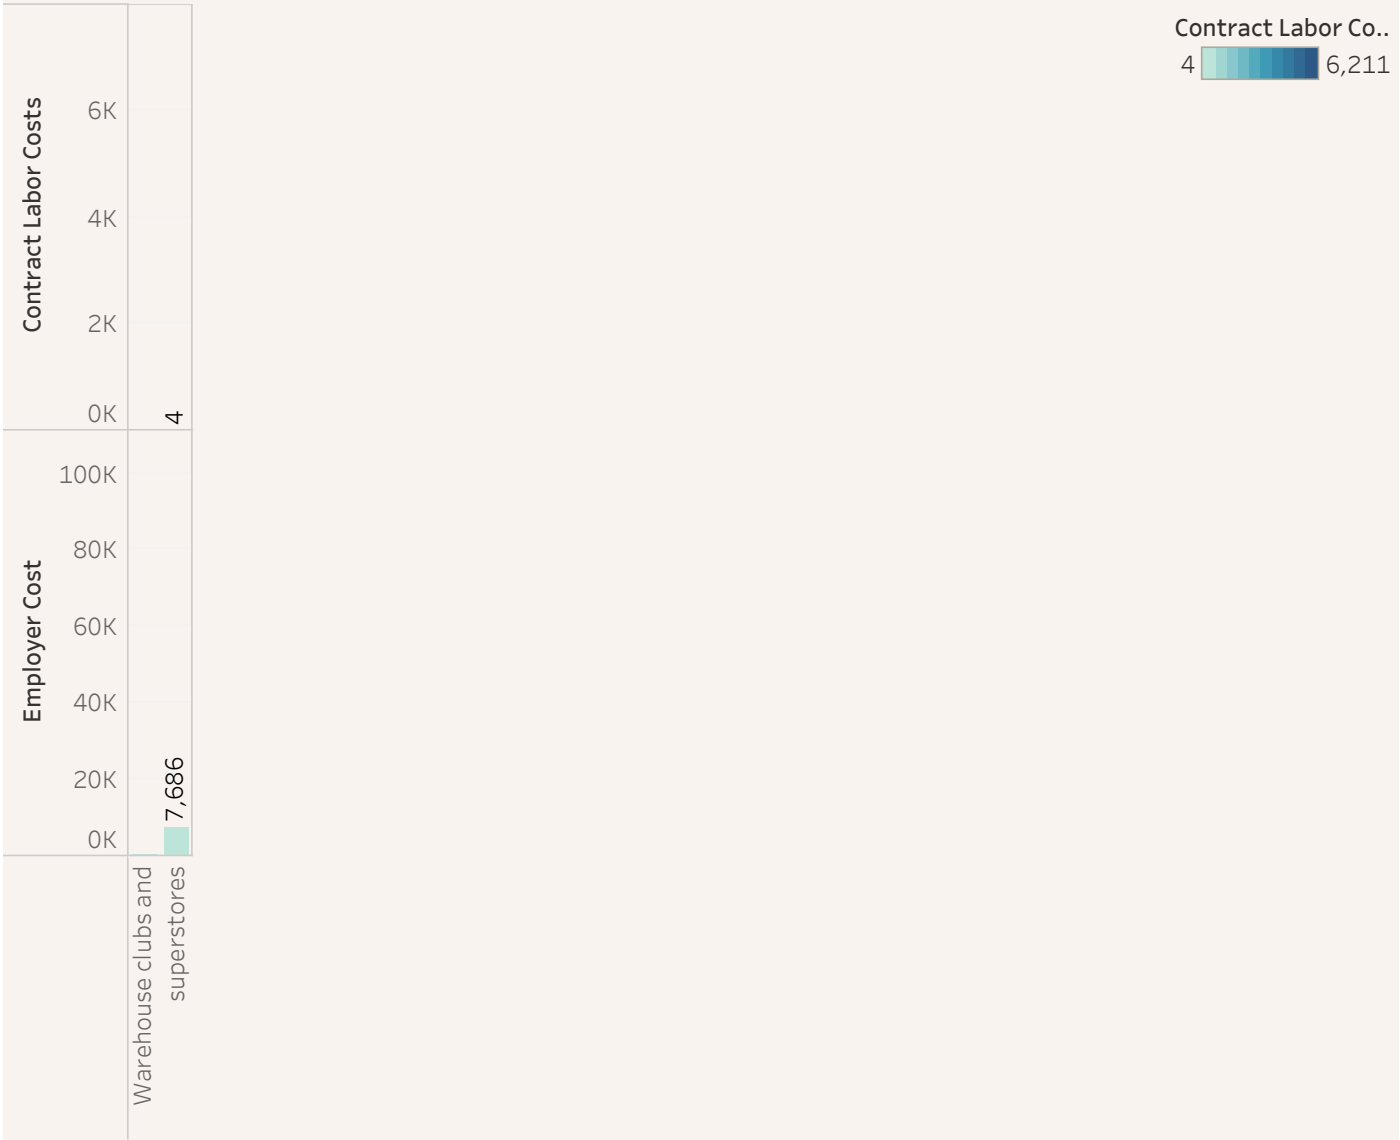 Contract Labor Co..
4 6,211
Contract Labor Costs
6K
4K
2K
0K
4
Employer Cost
100K
80K
60K
40K
20K
0K
7,686
Warehouse clubs and
superstores